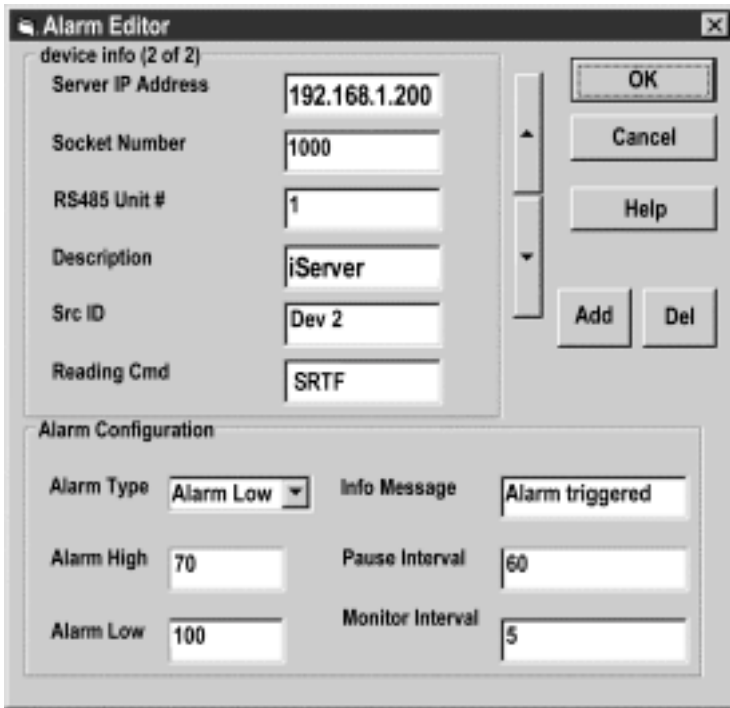 Alarm Editor
device info (2 of 2)
Server IP Address 192.168.1.200
Socket Number 1000
RS485 Unit # 1
Description iServer
Src ID Dev 2
Reading Cmd SRTF
OK
Cancel
Help
Add Del
Alarm Configuration
Alarm Type Alarm Low Info Message Alarm triggered
Alarm High 70 Pause Interval 60
Alarm Low 100 Monitor Interval 5